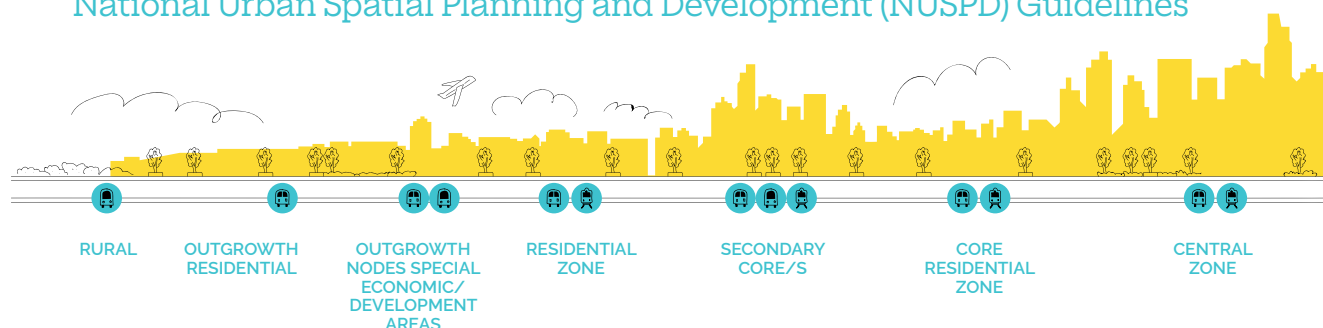 National Urban Spatial Planning and Development (NUSPD) Guidelines
RURAL
OUTGROWTH
RESIDENTIAL
OUTGROWTH
NODES SPECIAL
ECONOMIC/
DEVELOPMENT
AREAS
RESIDENTIAL
ZONE
SECONDARY
CORE/S
CORE
RESIDENTIAL
ZONE
CENTRAL
ZONE